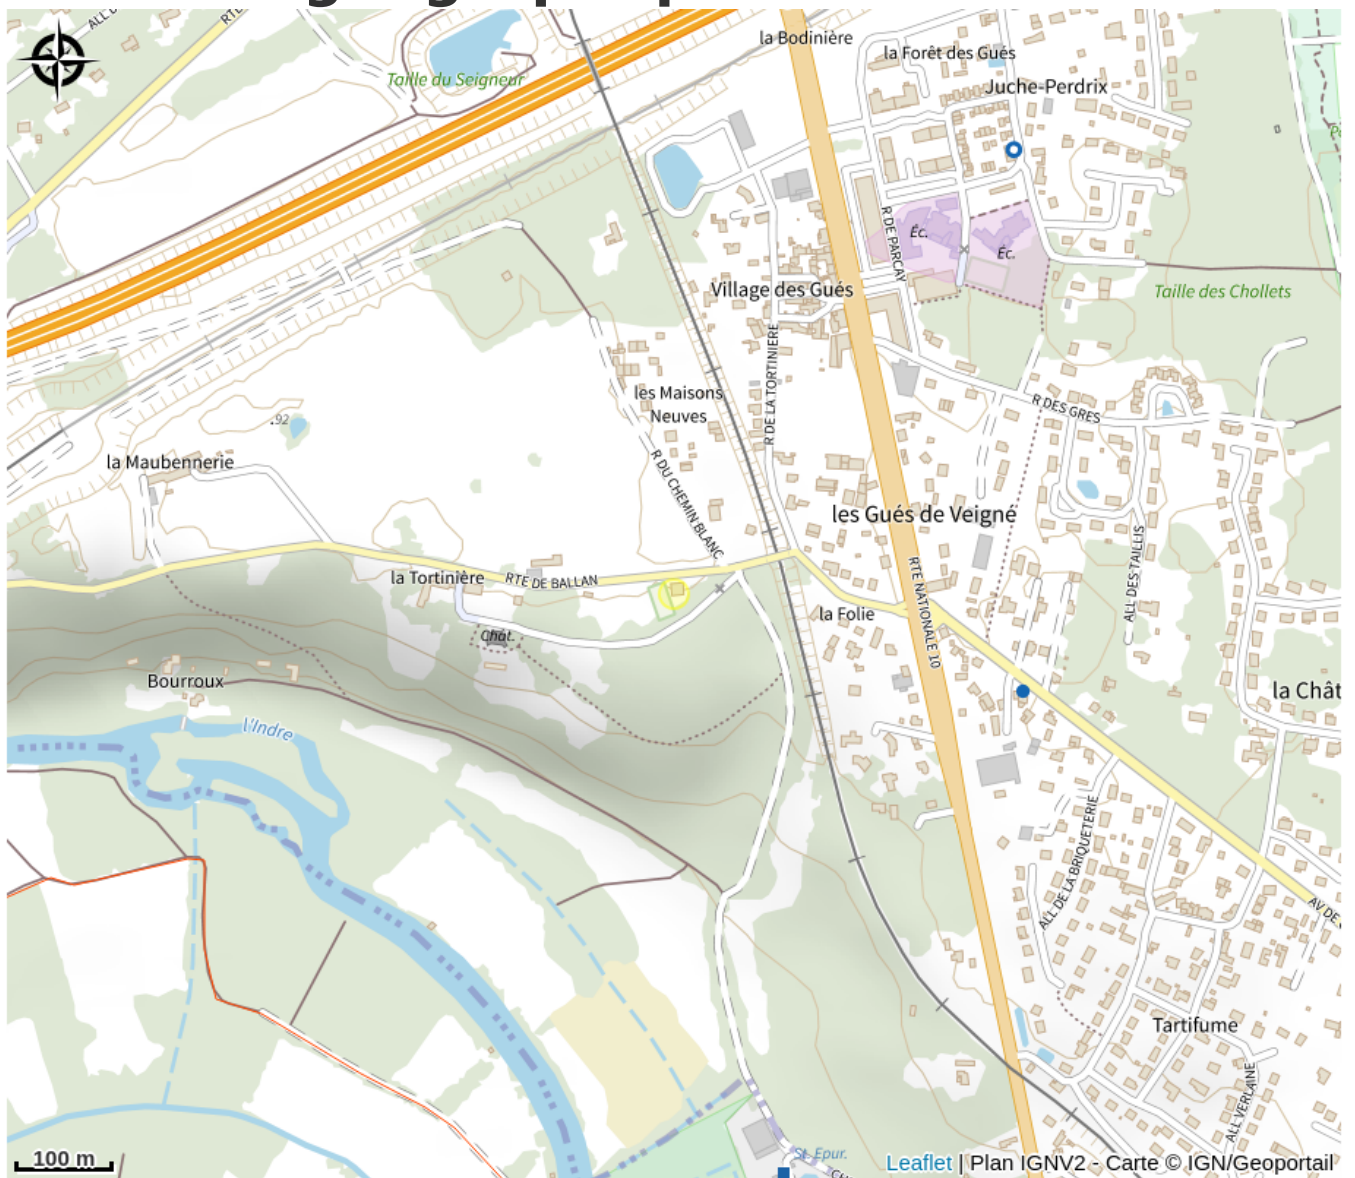 la Bodinière
la Forêt des Gués
Taille du Seigneur
Juche-Perdrix
R DE PARCAY
Éc.
Éc.
Village des Gués
Taille des Chollets
R DE LA TORTINIERE
les Maisons
Neuves
R DES GRES
.92
la Maubennerie
R DU CHEMIN BLANC
les Gués de Veigné
ALL DES TAILLIS
la Tortinière
RTE DE BALLAN
RTE NATIONALE 10
la Folie
Chât.
Bourroux
la Chât
l'Indre
ALL DE LA BRIQUETERIE
AV DE
Tartifume
ALL VERLAINE
St. Epur.
100 m
Leaflet | Plan IGNV2 - Carte © IGN/Geoportail